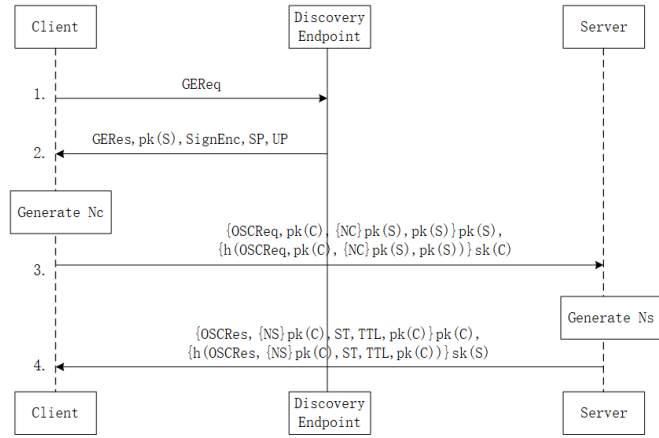 Client
Discovery
Endpoint
Server
1.
GEReq
2.
GERes,pk(S),SignEnc,SP,UP
Generate Nc
3.
{OSCReq,pk(C),{NC}pk(S),pk(S)}pk(S),
{h(OSCReq,pk(C),{NC}pk(S),pk(S))}sk(C)
Generate Ns
4.
{OSCRes,{NS}pk(C),ST,TTL,pk(C)}pk(C),
{h(OSCRes,{NS}pk(C),ST,TTL,pk(C))}sk(S)
Client
Discovery
Endpoint
Server